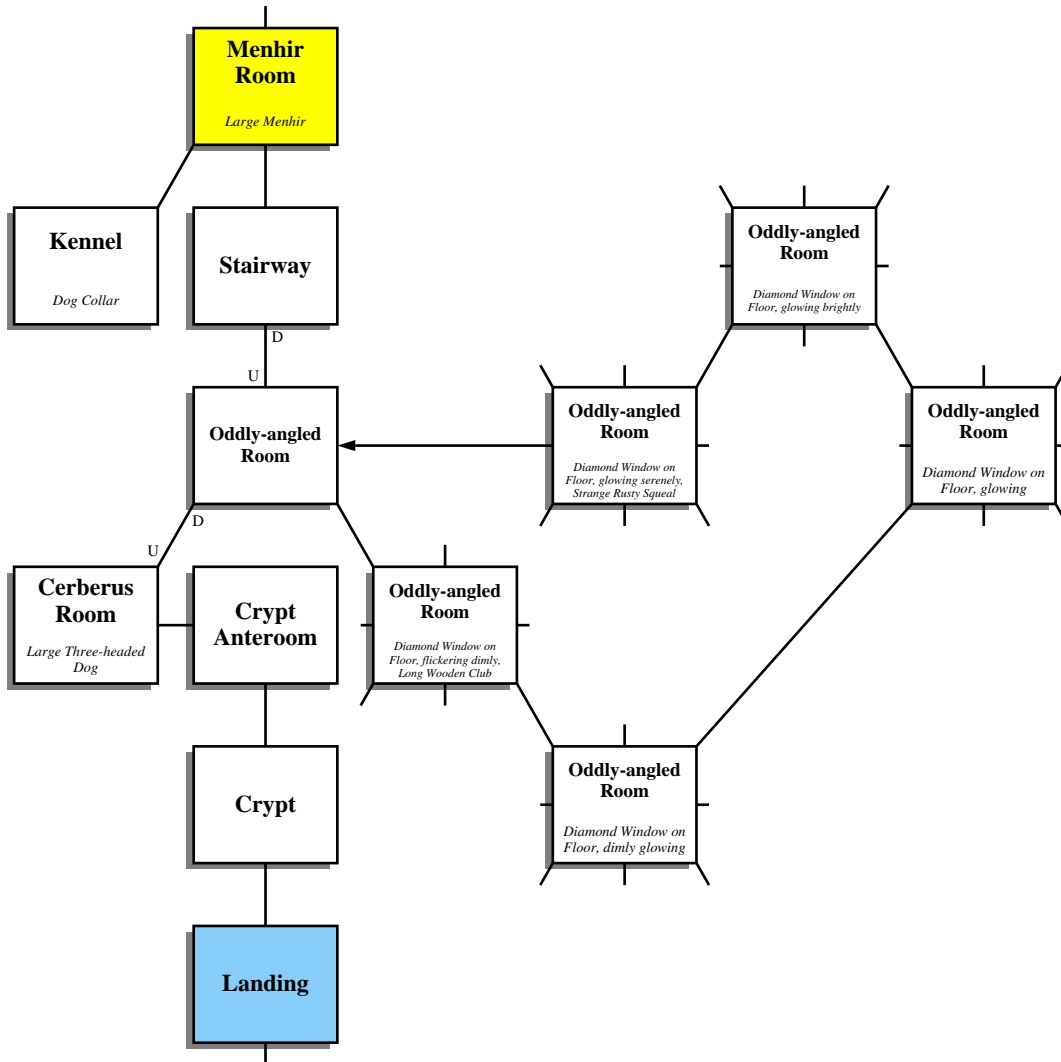 Menhir
Room
Large Menhir
Kennel
Dog Collar
Stairway
D
U
Oddly-angled
Room
Diamond Window on
Floor, glowing brightly
Oddly-angled
Room
Oddly-angled
Room
Diamond Window on
Floor, glowing serenely,
Strange Rusty Squeal
Oddly-angled
Room
Diamond Window on
Floor, glowing
D
U
Cerberus
Room
Large Three-headed
Dog
Crypt
Anteroom
Oddly-angled
Room
Diamond Window on
Floor, flickering dimly,
Long Wooden Club
Crypt
Oddly-angled
Room
Diamond Window on
Floor, dimly glowing
Landing